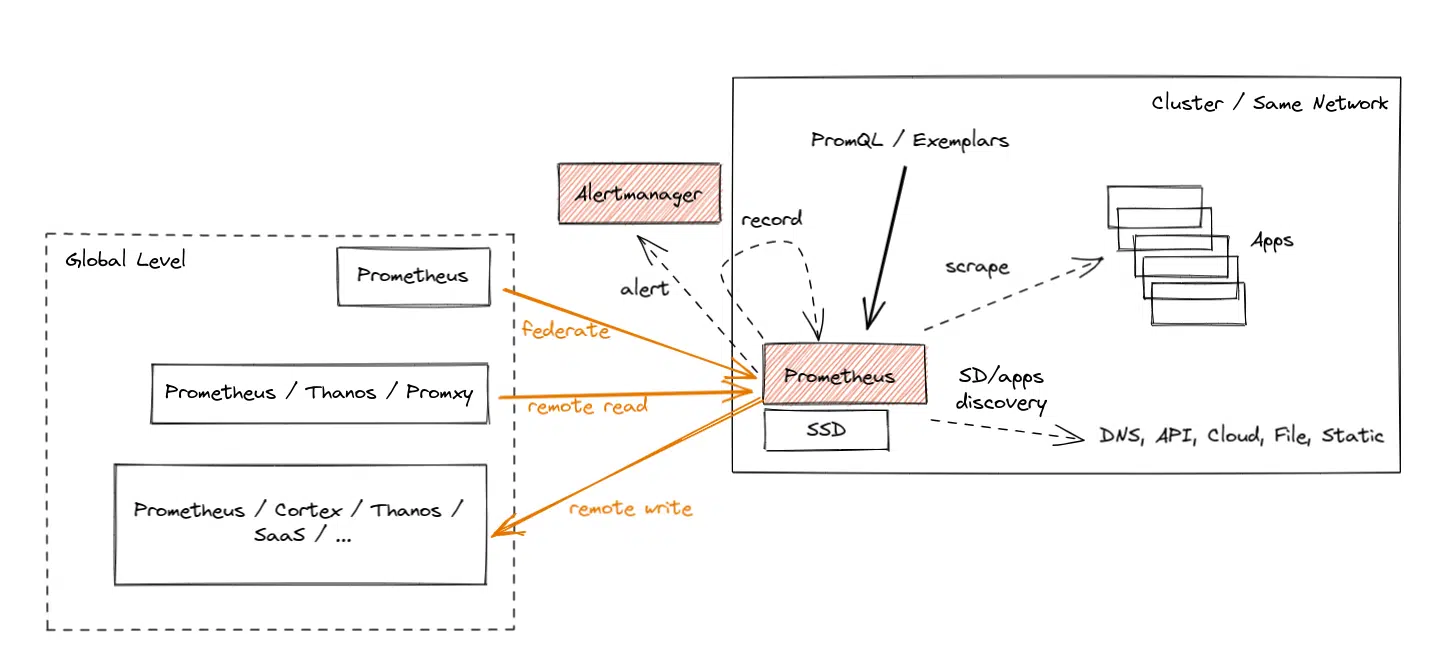 Cluster / Same Network
PromQL / Exemplars
Alertmanager
record
Apps
Global Level
Prometheus
scrape
alert
federate
Prometheus
SD/apps
discovery
Prometheus / Thanos / Promxy
remote read
SSD
DNS, API, Cloud, File, Static
Prometheus / Cortex / Thanos /
SaaS / ...
remote write